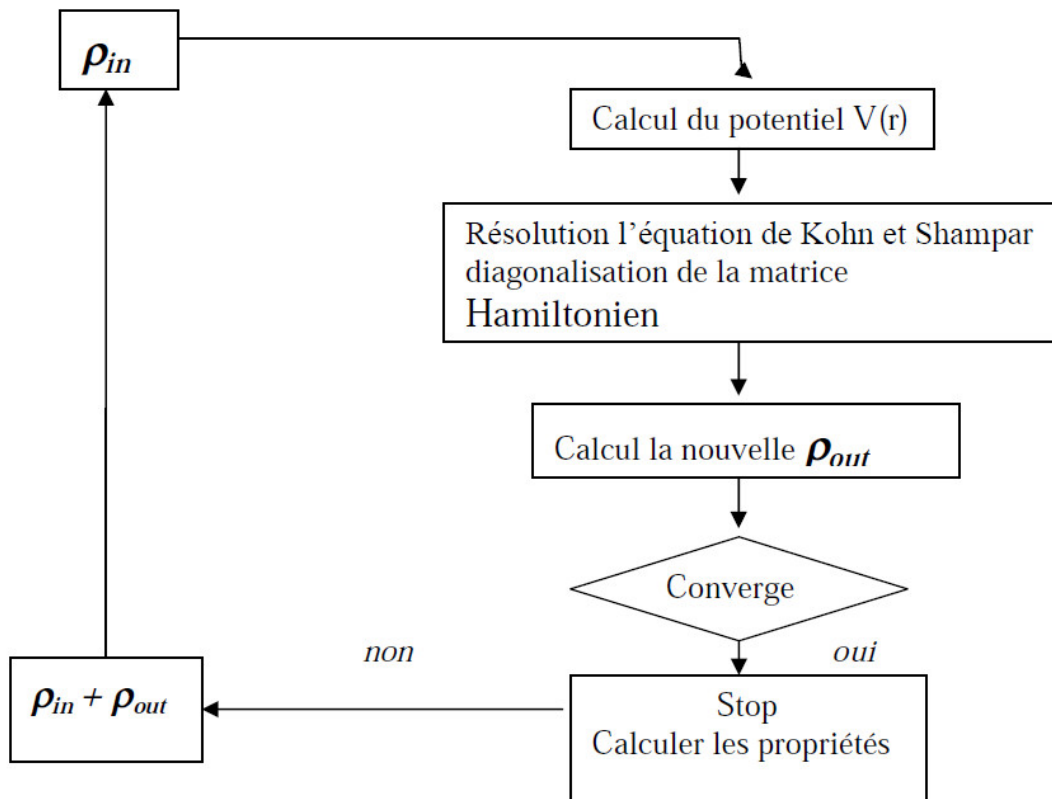 ρin
Calcul du potentiel V(r)
Résolution l'équation de Kohn et Shampar
diagonalisation de la matrice
Hamiltonien
Calcul la nouvelle ρout
Converge
non
oui
ρin + ρout
Stop
Calculer les propriétés